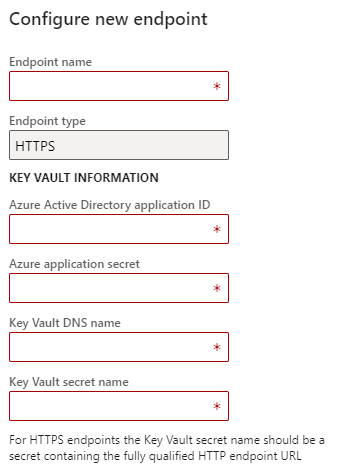 Configure new endpoint
Endpoint name
*
Endpoint type
HTTPS
KEY VAULT INFORMATION
Azure Active Directory application ID
*
Azure application secret
*
Key Vault DNS name
*
Key Vault secret name
*
For HTTPS endpoints the Key Vault secret name should be a
secret containing the fully qualified HTTP endpoint URL